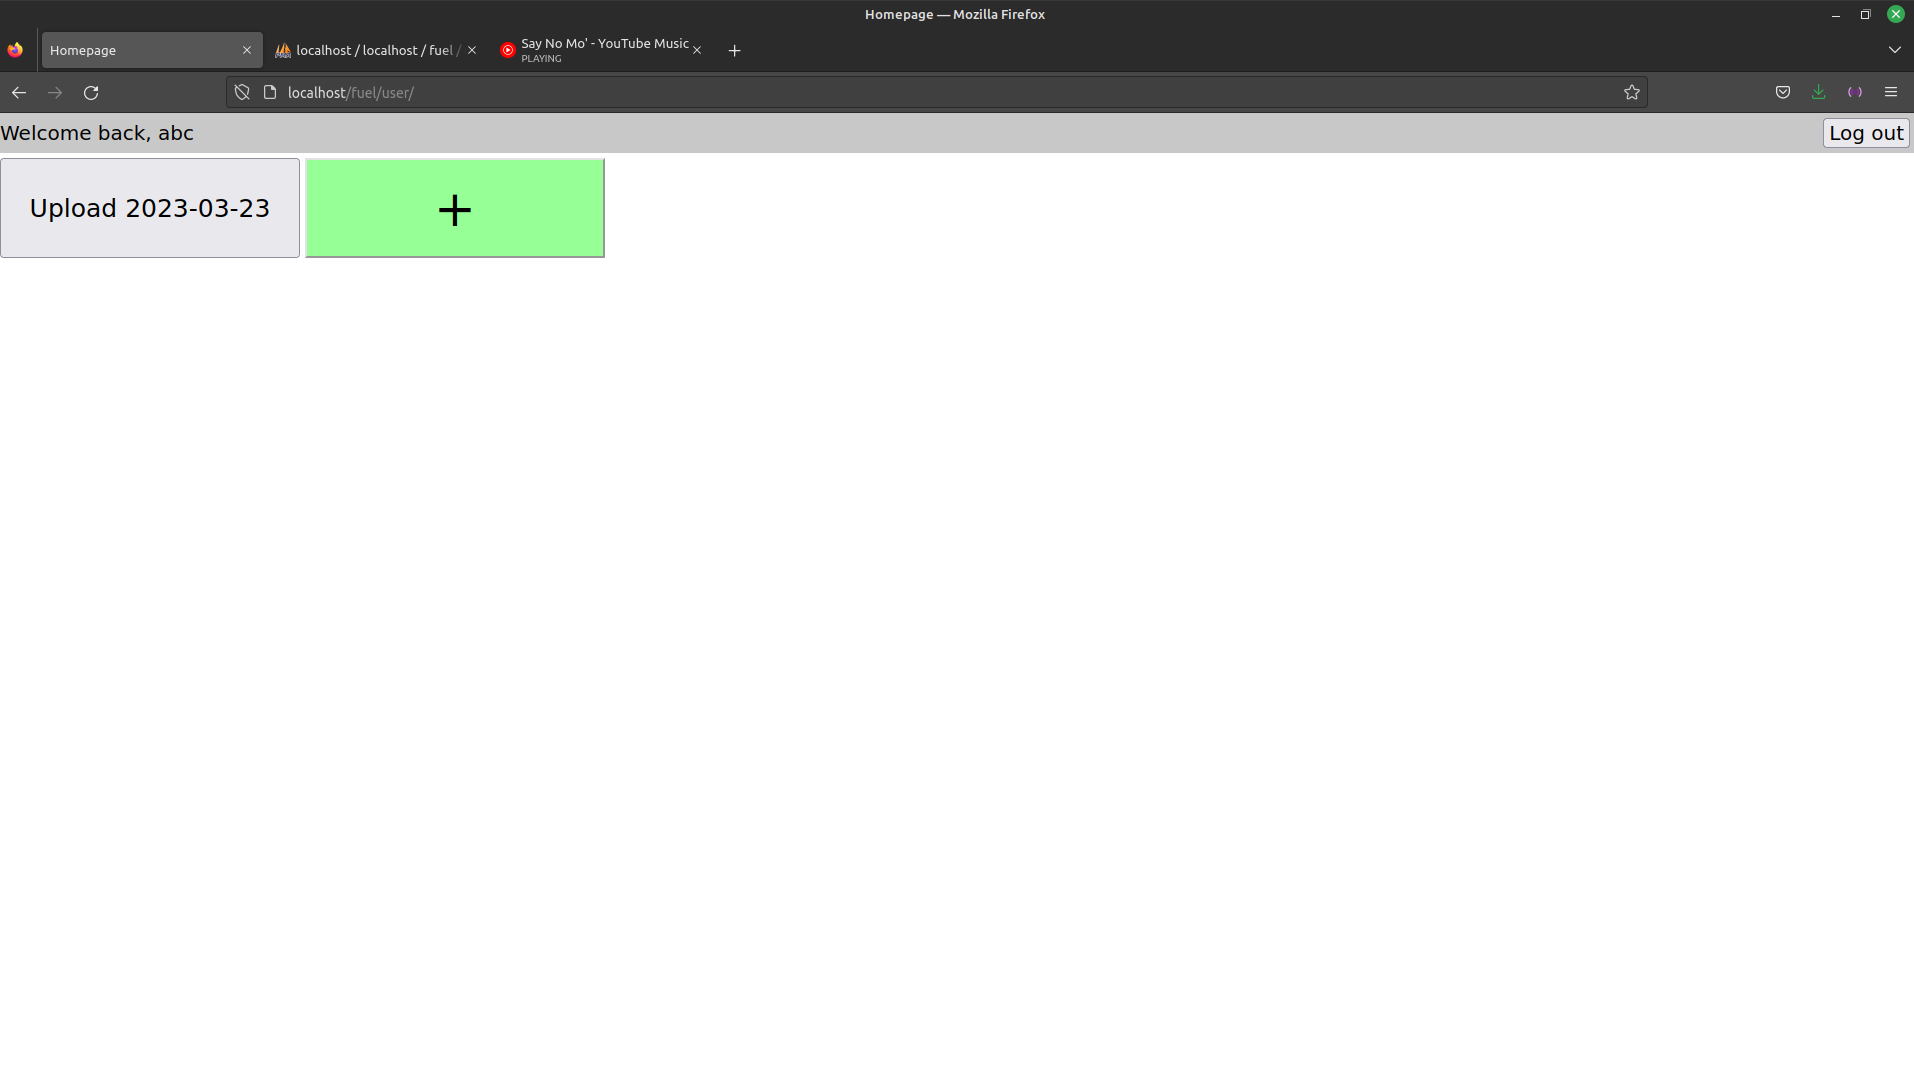 Homepage — Mozilla Firefox
Homepage
localhost / localhost / fuel /
Say No Mo' - YouTube Music
PLAYING
localhost/fuel/user/
Welcome back, abc
Log out
Upload 2023-03-23
+